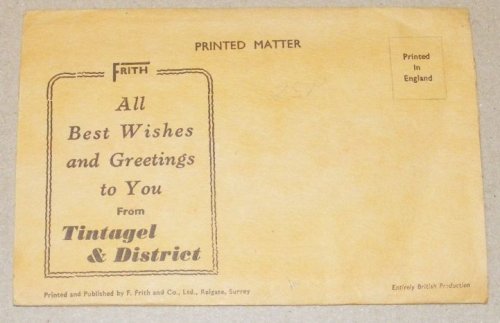 PRINTED MATTER
Printed
in
England
FRITH
All
Best Wishes
and Greetings
to You
From
Tintagel
& District
Printed and Published by F. Frith and Co., Ltd., Reigate, Surrey
Entirely British Production